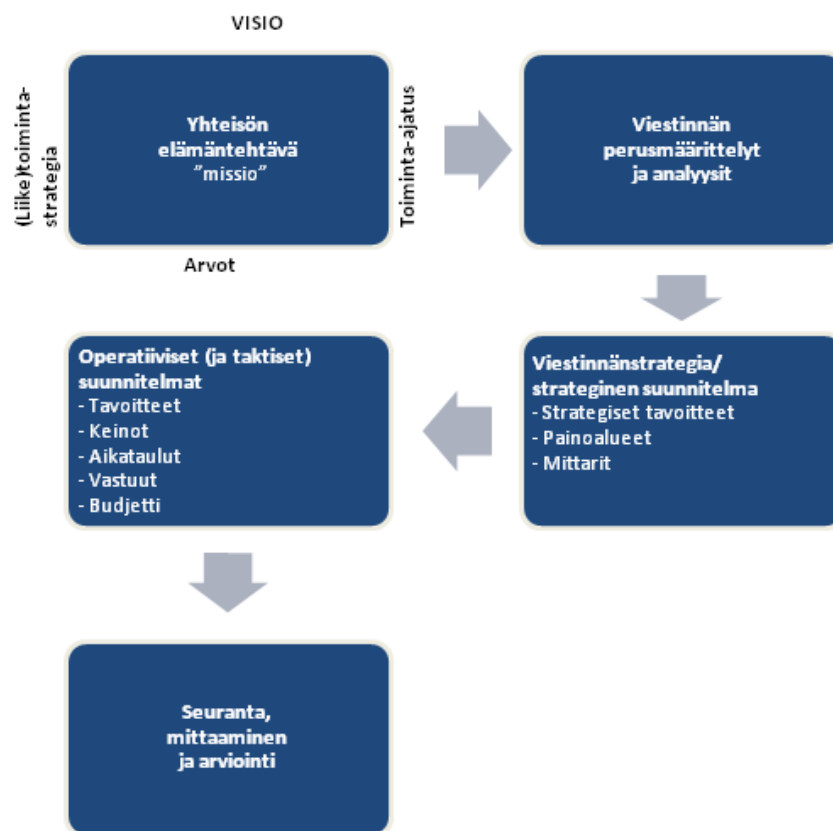 VISIO
(Liike)toiminta-
strategia
Yhteisön
elämäntehtävä
”missio”
Toiminta-ajatus
Arvot
Viestinnän
perusmäärittelyt
ja analyysit
Operatiiviset (ja taktiset)
suunnitelmat
- Tavoitteet
- Keinot
- Aikataulut
- Vastuut
- Budjetti
Viestinnänstrategia/
strateginen suunnitelma
- Strategiset tavoitteet
- Painoalueet
- Mittarit
Seuranta,
mittaaminen
ja arviointi